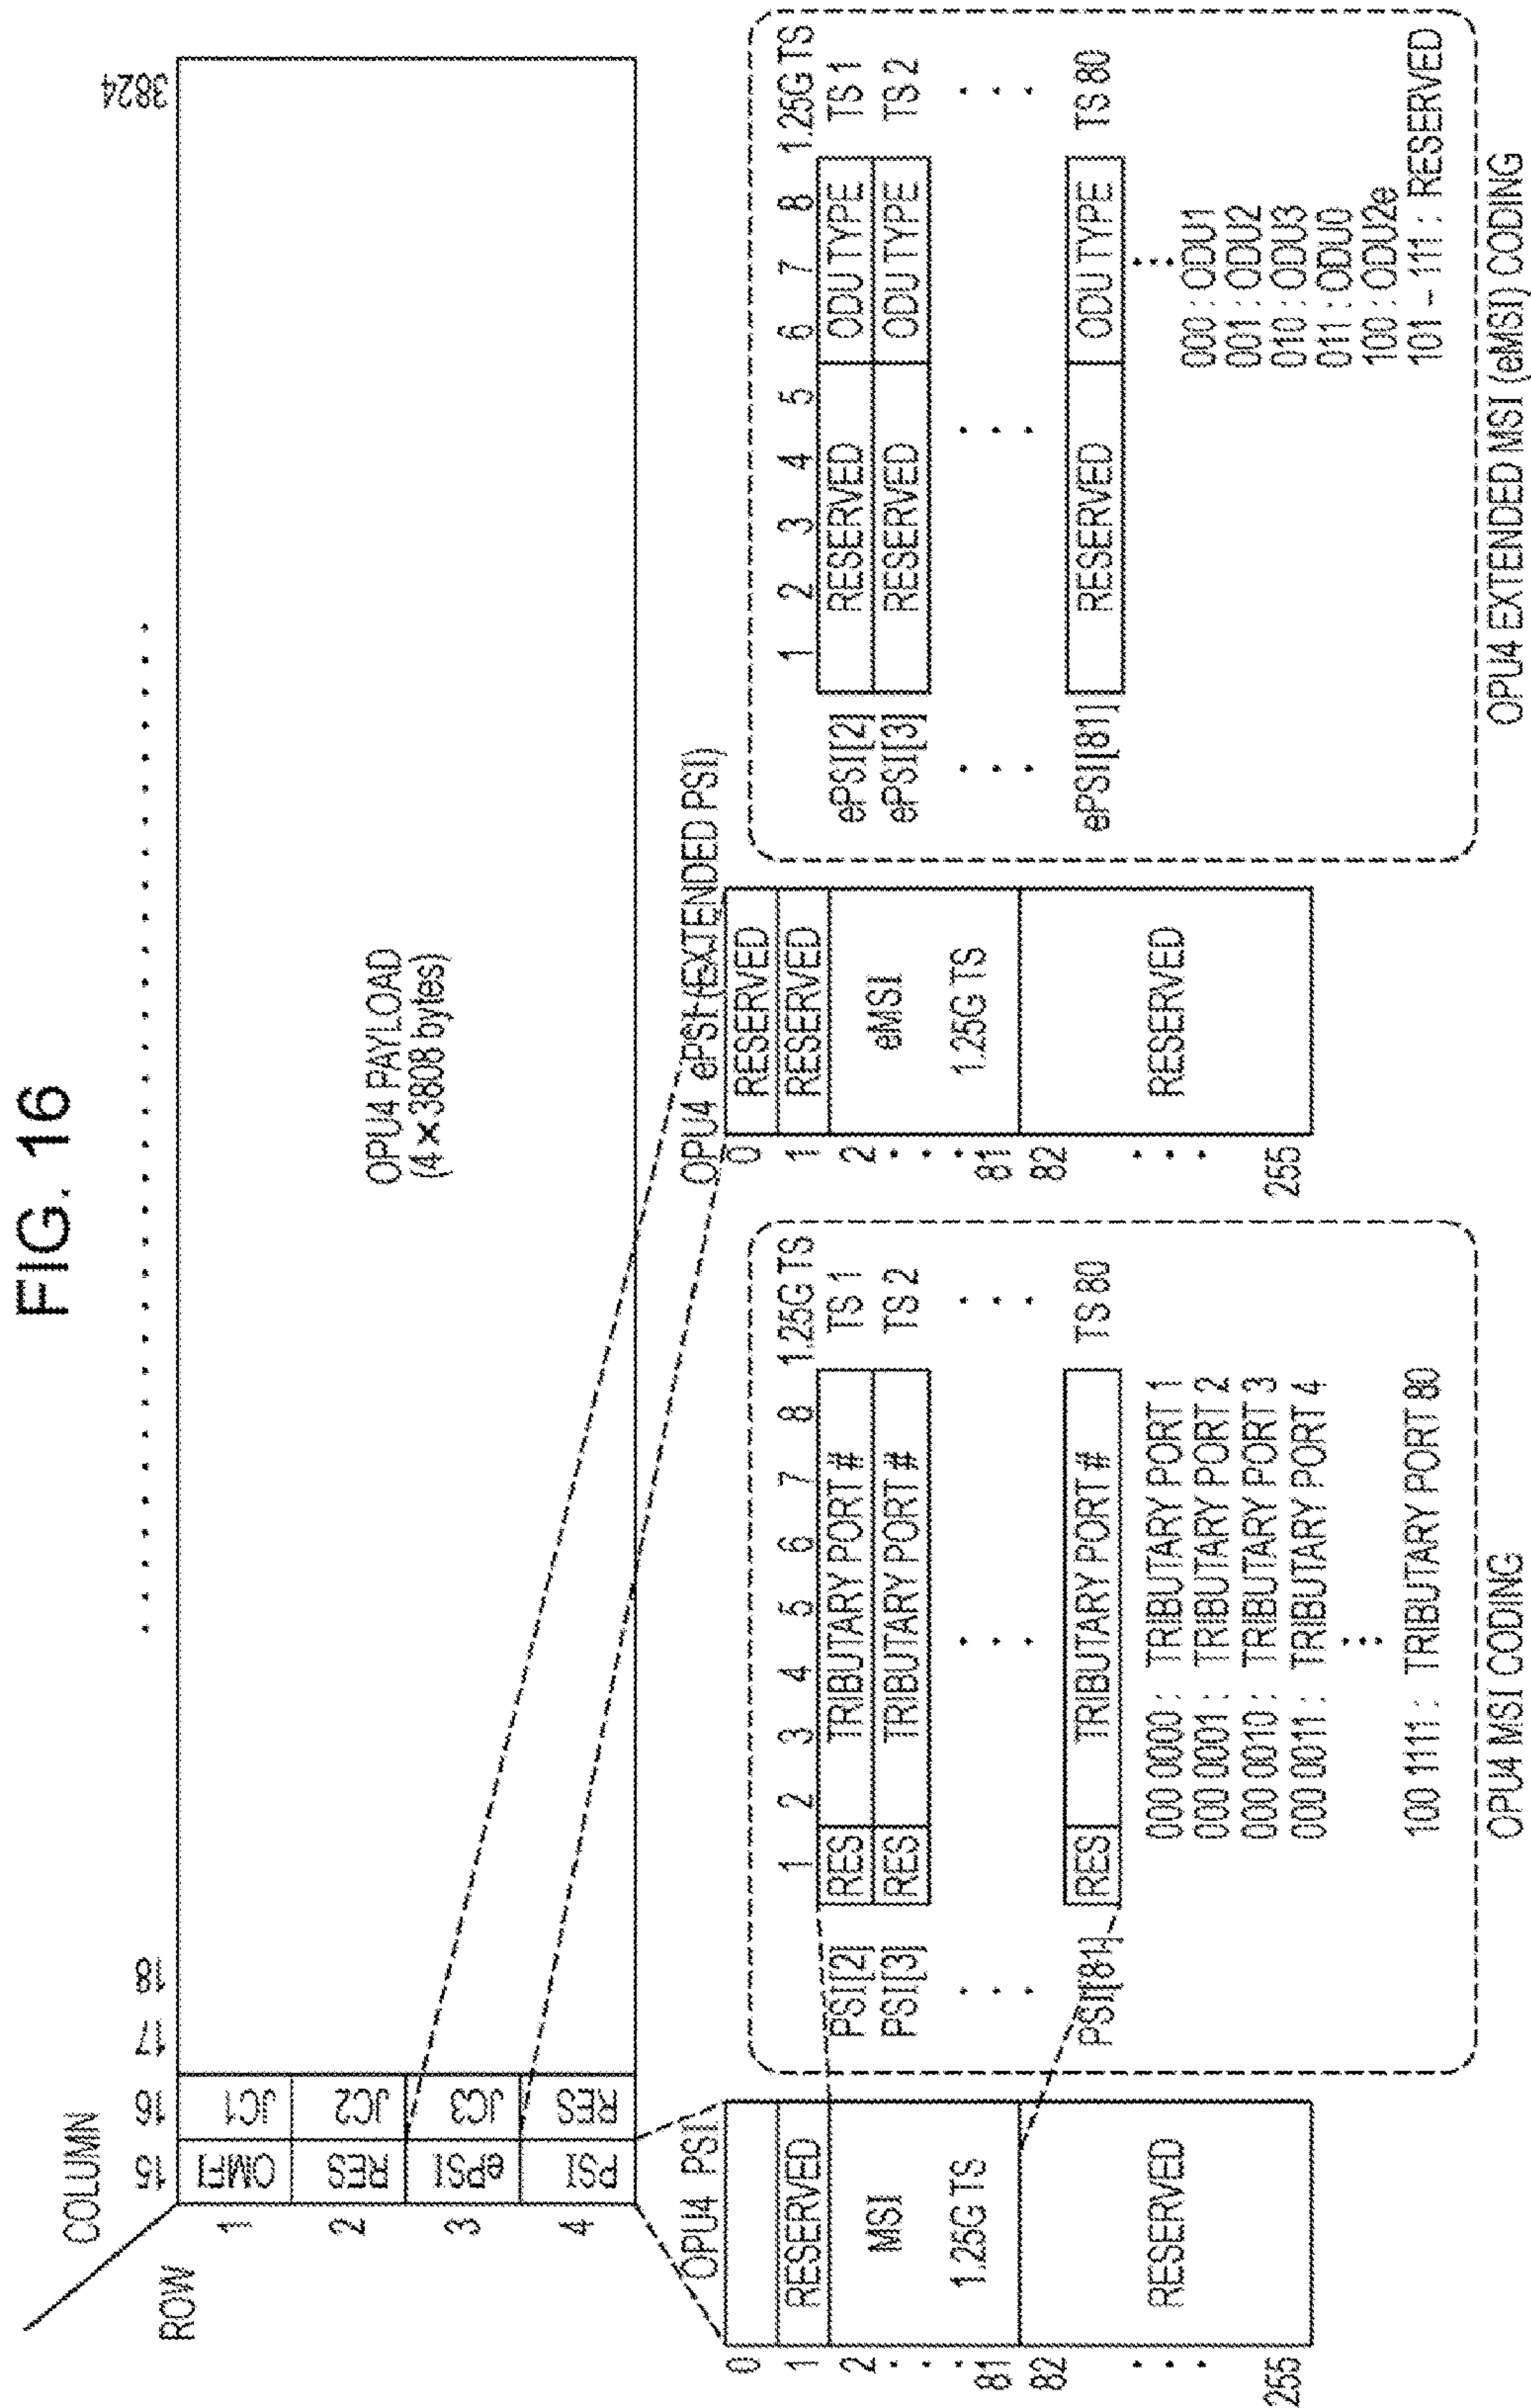 FIG. 16
COLUMN
ROW
15 16 17 18 3824
1 OMFI JC1
2 RES JC2
3 ePSI JC3
4 PSI RES
OPU4 PAYLOAD
(4×3808 bytes)
OPU4 PSI
0
1 RESERVED
2 MSI
81 1.25G TS
82 RESERVED
255
1 2 3 4 5 6 7 8 1.25G TS
PSI[2] RES TRIBUTARY PORT # TS 1
PSI[3] RES TRIBUTARY PORT # TS 2
PSI[81] RES TRIBUTARY PORT # TS 80
000 0000 : TRIBUTARY PORT 1
000 0001 : TRIBUTARY PORT 2
000 0010 : TRIBUTARY PORT 3
000 0011 : TRIBUTARY PORT 4
100 1111 : TRIBUTARY PORT 80
OPU4 MSI CODING
OPU4 ePSI (EXTENDED PSI)
0 RESERVED
1 RESERVED
2 eMSI
81 1.25G TS
82 RESERVED
255
1 2 3 4 5 6 7 8 1.25G TS
ePSI[2] RESERVED ODU TYPE TS 1
ePSI[3] RESERVED ODU TYPE TS 2
ePSI[81] RESERVED ODU TYPE TS 80
000 : ODU1
001 : ODU2
010 : ODU3
011 : ODU0
100 : ODU2e
101 – 111 : RESERVED
OPU4 EXTENDED MSI (eMSI) CODING